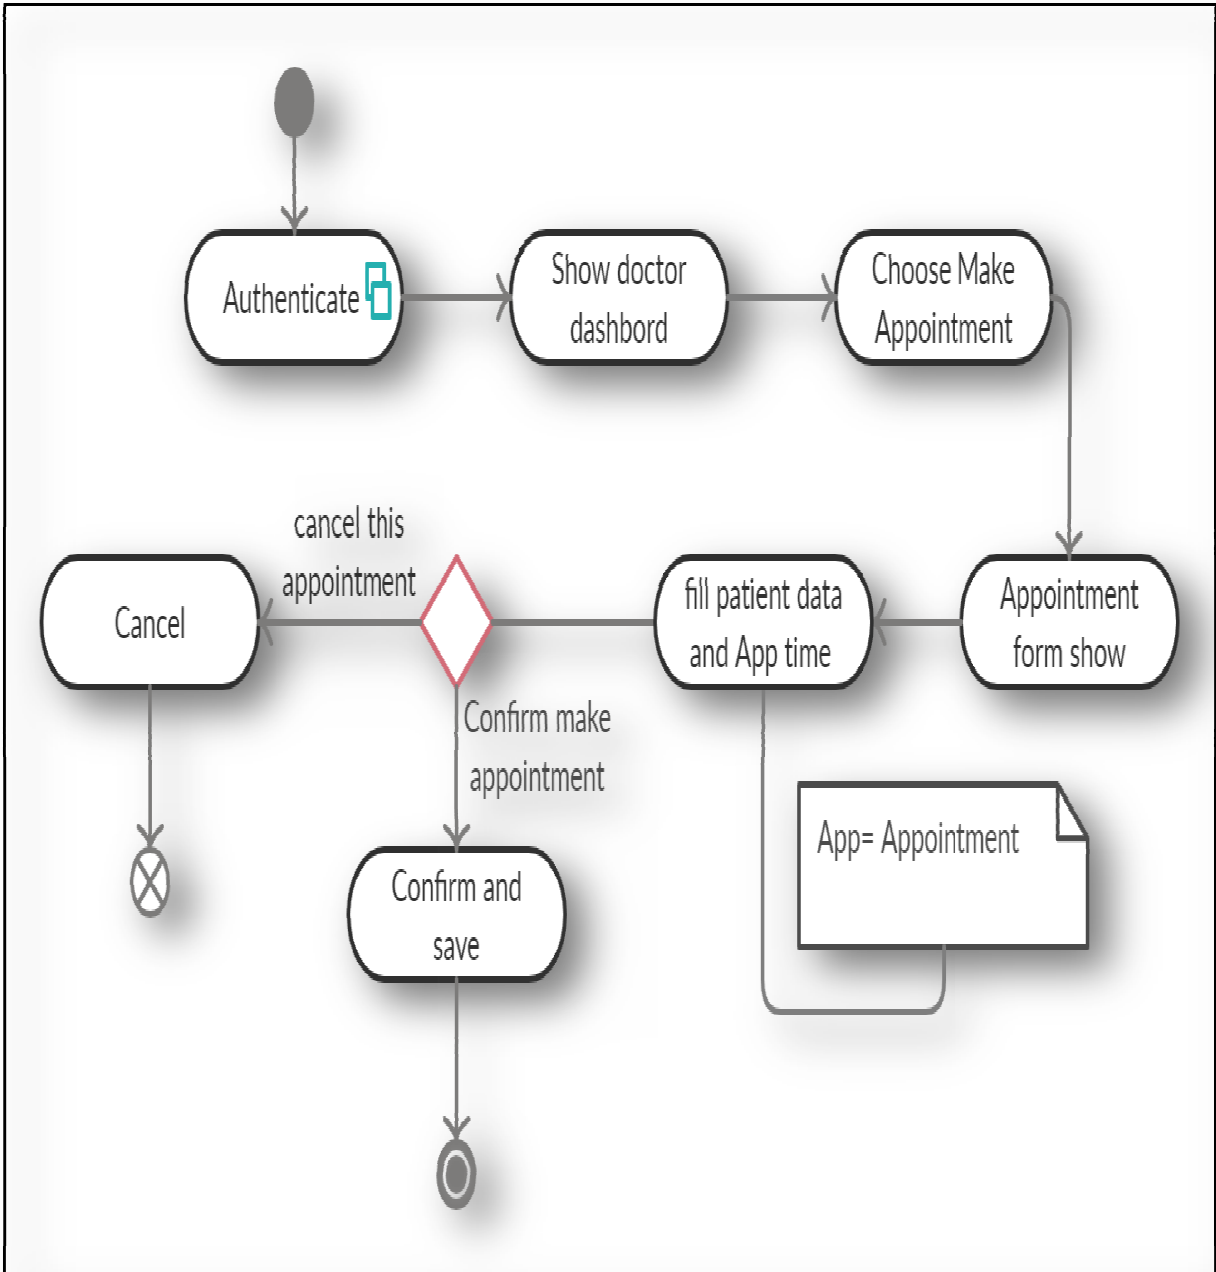 Authenticate
Show doctor
dashbord
Choose Make
Appointment
cancel this
appointment
Cancel
fill patient data
and App time
Appointment
form show
Confirm make
appointment
App= Appointment
Confirm and
save